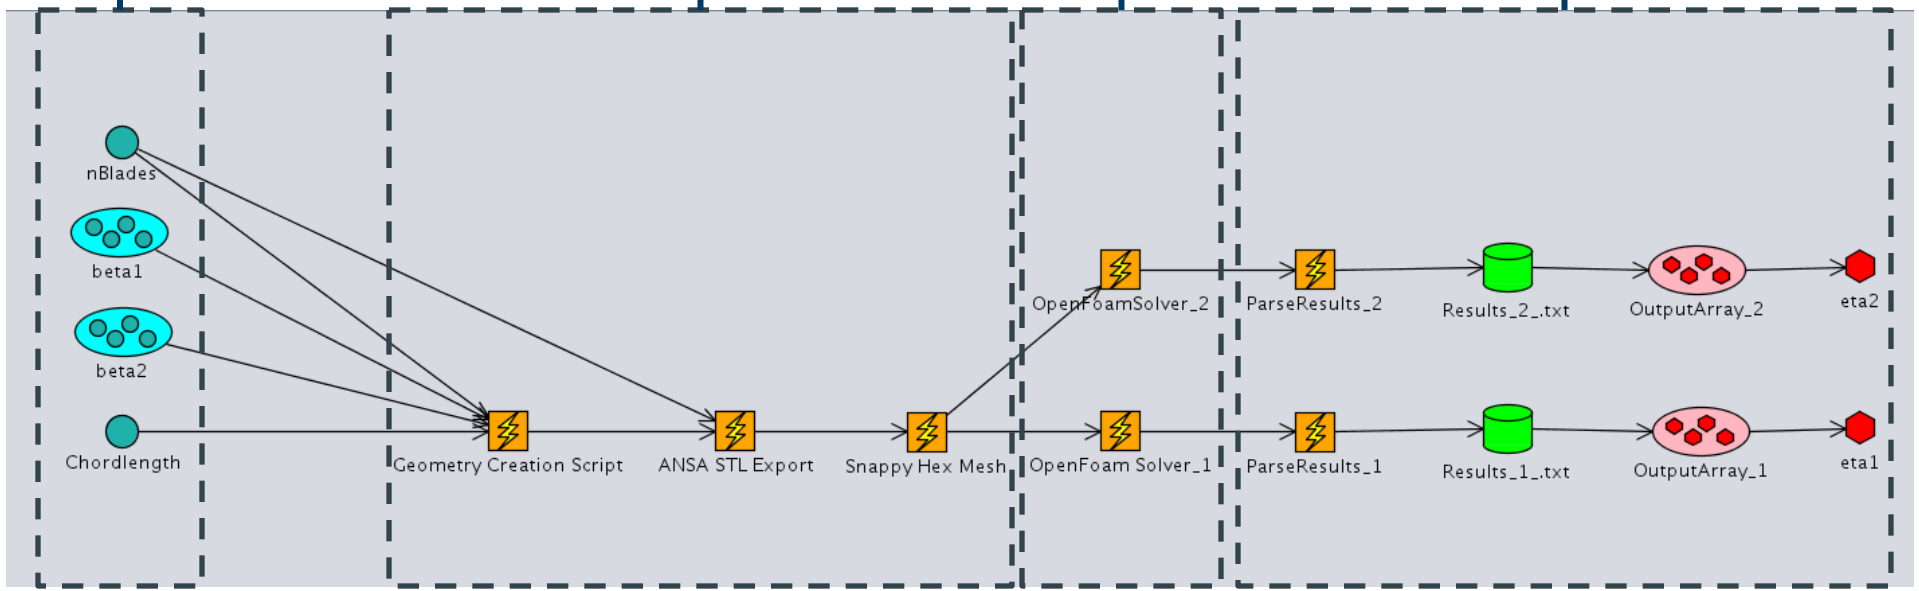 nBlades
beta1
beta2
Chordlength
Geometry Creation Script
ANSA STL Export
Snappy Hex Mesh
OpenFoamSolver_2
OpenFoam Solver_1
ParseResults_2
Results_2_.txt
OutputArray_2
eta2
ParseResults_1
Results_1_.txt
OutputArray_1
eta1